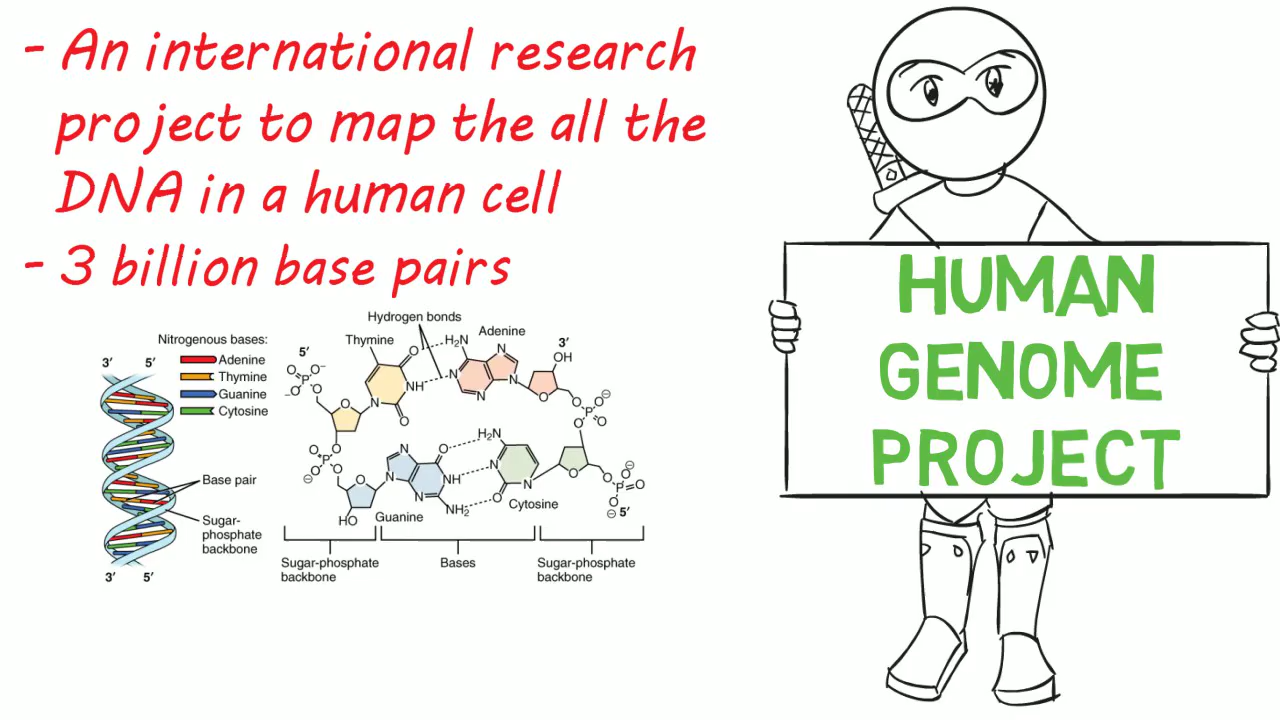 - An international research
project to map the all the
DNA in a human cell
- 3 billion base pairs
HUMAN
GENOME
PROJECT
Nitrogenous bases:
Adenine
Thymine
Guanine
Cytosine
3′ 5′
Base pair
Sugar-
phosphate
backbone
3′ 5′
Hydrogen bonds
Thymine
Adenine
5′
3′
O
H₂N
N
OH
O
P
O⁻
⁻O
O
NH
N
N
N
N
O
O
O
O
P
O⁻
O
O
O
O⁻
P
O
O⁻
H₂N
N
N
O
N
O
O
O
P
O
O⁻
5′
O
N
N
NH
N
NH₂
O
HO
Guanine
Cytosine
Sugar-phosphate
backbone
Bases
Sugar-phosphate
backbone